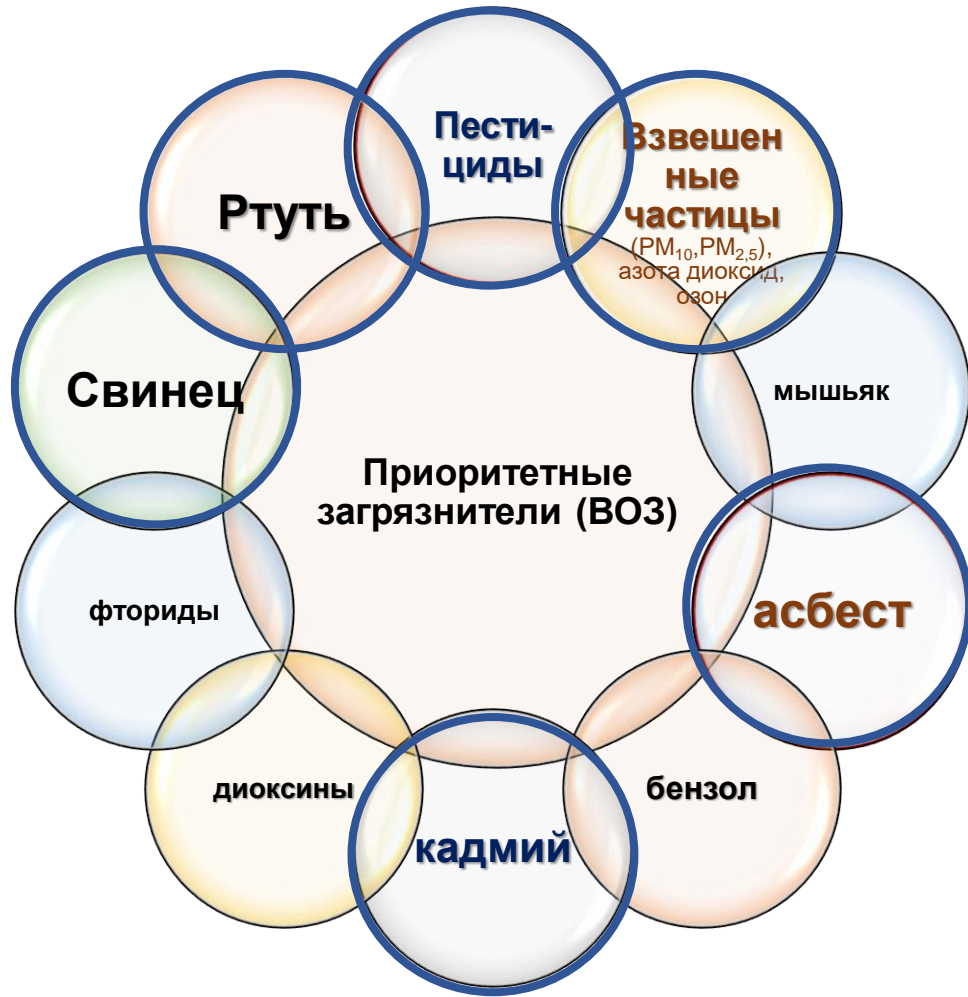 Пести-
циды
Взвешен
ные
частицы
(PM10,PM2,5),
азота диоксид,
озон
Ртуть
мышьяк
Свинец
Приоритетные
загрязнители (ВОЗ)
асбест
фториды
диоксины
бензол
кадмий